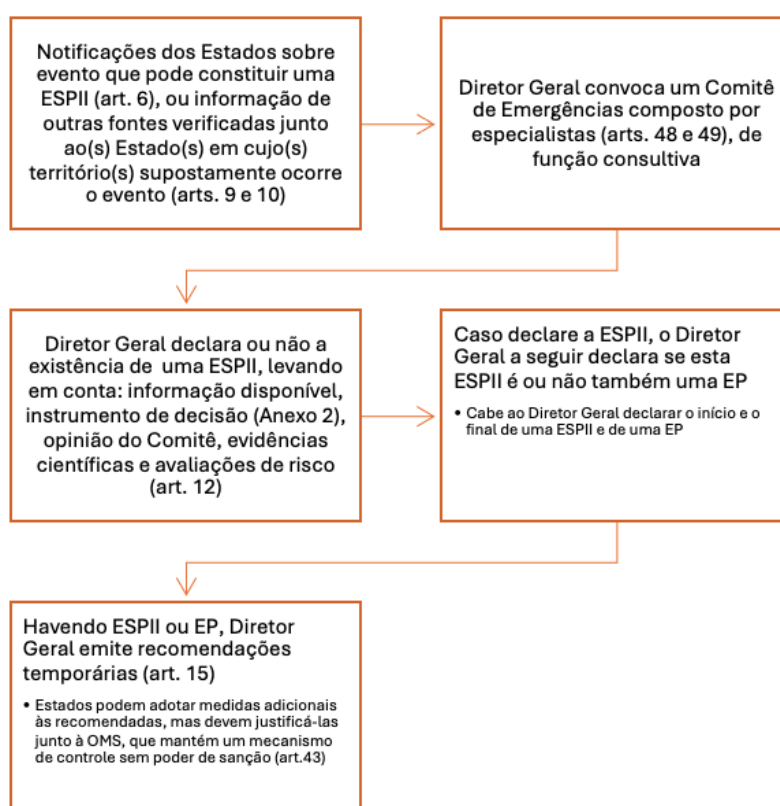 Notificações dos Estados sobre
evento que pode constituir uma
ESPII (art. 6), ou informação de
outras fontes verificadas junto
ao(s) Estado(s) em cujo(s)
território(s) supostamente ocorre
o evento (arts. 9 e 10)
Diretor Geral convoca um Comitê
de Emergências composto por
especialistas (arts. 48 e 49), de
função consultiva
Diretor Geral declara ou não a
existência de uma ESPII, levando
em conta: informação disponível,
instrumento de decisão (Anexo 2),
opinião do Comitê, evidências
científicas e avaliações de risco
(art. 12)
Caso declare a ESPII, o Diretor
Geral a seguir declara se esta
ESPII é ou não também uma EP
• Cabe ao Diretor Geral declarar o início e o
final de uma ESPII e de uma EP
Havendo ESPII ou EP, Diretor
Geral emite recomendações
temporárias (art. 15)
• Estados podem adotar medidas adicionais
às recomendadas, mas devem justificá-las
junto à OMS, que mantém um mecanismo
de controle sem poder de sanção (art.43)